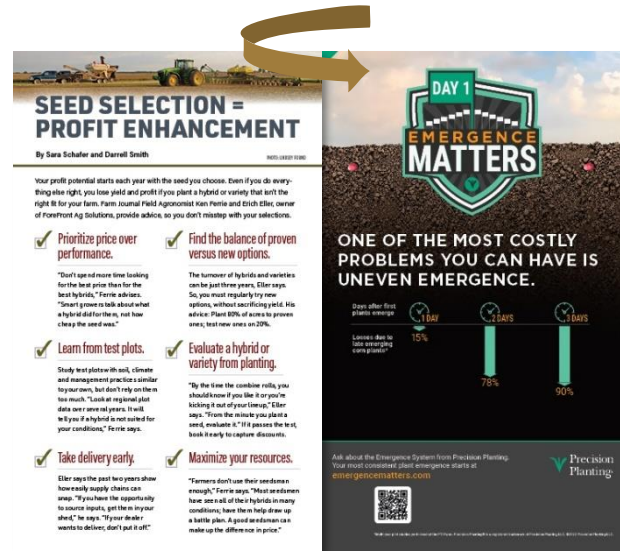 SEED SELECTION =
PROFIT ENHANCEMENT
By Sara Schafer and Darrell Smith
PHOTO: LINDSEY
Your profit potential starts each year with the seed you choose. Even if you do every-
thing else right, you lose yield and profit if you plant a hybrid or variety that isn't the
right fit for your farm. Farm Journal Field Agronomist Ken Ferrie and Erich Eller, owner
of ForeFront Ag Solutions, provide advice, so you don't misstep with your selections.
Prioritize price over
performance.
"Don't spend more time looking
for the best price than for the
best hybrids," Ferrie advises.
"Smart growers talk about what
a hybrid did for them, not how
cheap the seed was."
Find the balance of proven
versus new options.
The turnover of hybrids and varieties
can be just three years, Eller says.
So, you must regularly try new
options, without sacrificing yield. His
advice: Plant 80% of acres to proven
ones; test new ones on 20%.
Learn from test plots.
Study test plots with soil, climate
and management practices similar
to your own, but don't rely on them
too much. "Look at regional plot
data over several years. It will
tell you if a hybrid is not suited for
your conditions," Ferrie says.
Evaluate a hybrid or
variety from planting.
"By the time the combine rolls, you
should know if you like it or you're
kicking it out of your lineup," Eller
says. "From the minute you plant a
seed, evaluate it." If it passes the test,
book it early to capture discounts.
Take delivery early.
Eller says the past two years show
how easily supply chains can
snap. "If you have the opportunity
to source inputs, get them in your
shed," he says. "If your dealer
wants to deliver, don't put it off."
Maximize your resources.
"Farmers don't use their seedsman
enough," Ferrie says. "Most seedsmen
have seen all of their hybrids in many
conditions; have them help draw up
a battle plan. A good seedsman can
make up the difference in price."
DAY 1
EMERGENCE
MATTERS
ONE OF THE MOST COSTLY
PROBLEMS YOU CAN HAVE IS
UNEVEN EMERGENCE.
Days after first
plants emerge
1 DAY
2 DAYS
3 DAYS
Losses due to
late emerging
corn plants*
15%
78%
90%
Ask about the Emergence System from Precision Planting.
Your most consistent plant emergence starts at
emergencematters.com
Precision
Planting